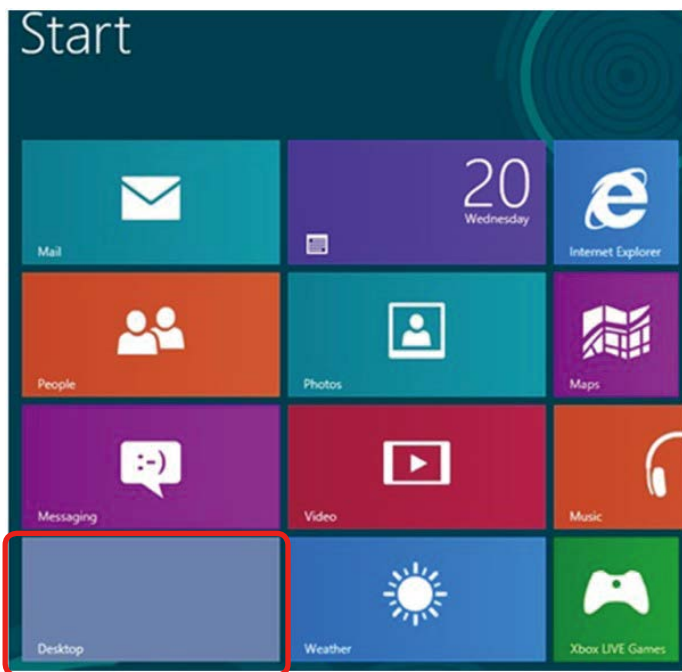 Start
Mail
20
Wednesday
Internet Explorer
People
Photos
Maps
:-)
Messaging
Video
Music
Desktop
Weather
Xbox LIVE Games